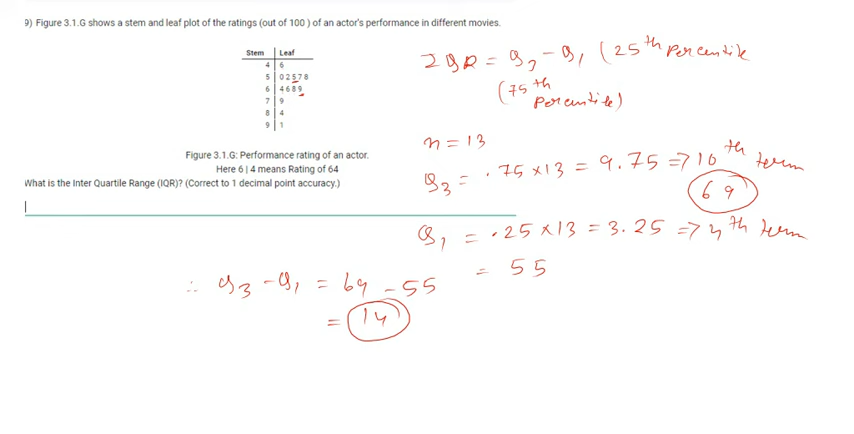 9) Figure 3.1.G shows a stem and leaf plot of the ratings (out of 100 ) of an actor's performance in different movies.
Stem Leaf
4 6
5 0 2 5 7 8
6 4 6 8 9
7 9
8 4
9 1
Figure 3.1.G: Performance rating of an actor.
Here 6 | 4 means Rating of 64
What is the Inter Quartile Range (IQR)? (Correct to 1 decimal point accuracy.)
IQR = Q3 - Q1 (25th percentile
(75th
percentile)
n = 13
Q3 = .75 × 13 = 9.75 => 10th term
69
Q1 = .25 × 13 = 3.25 => 4th term
= 55
∴ Q3 - Q1 = 69 - 55
= 14